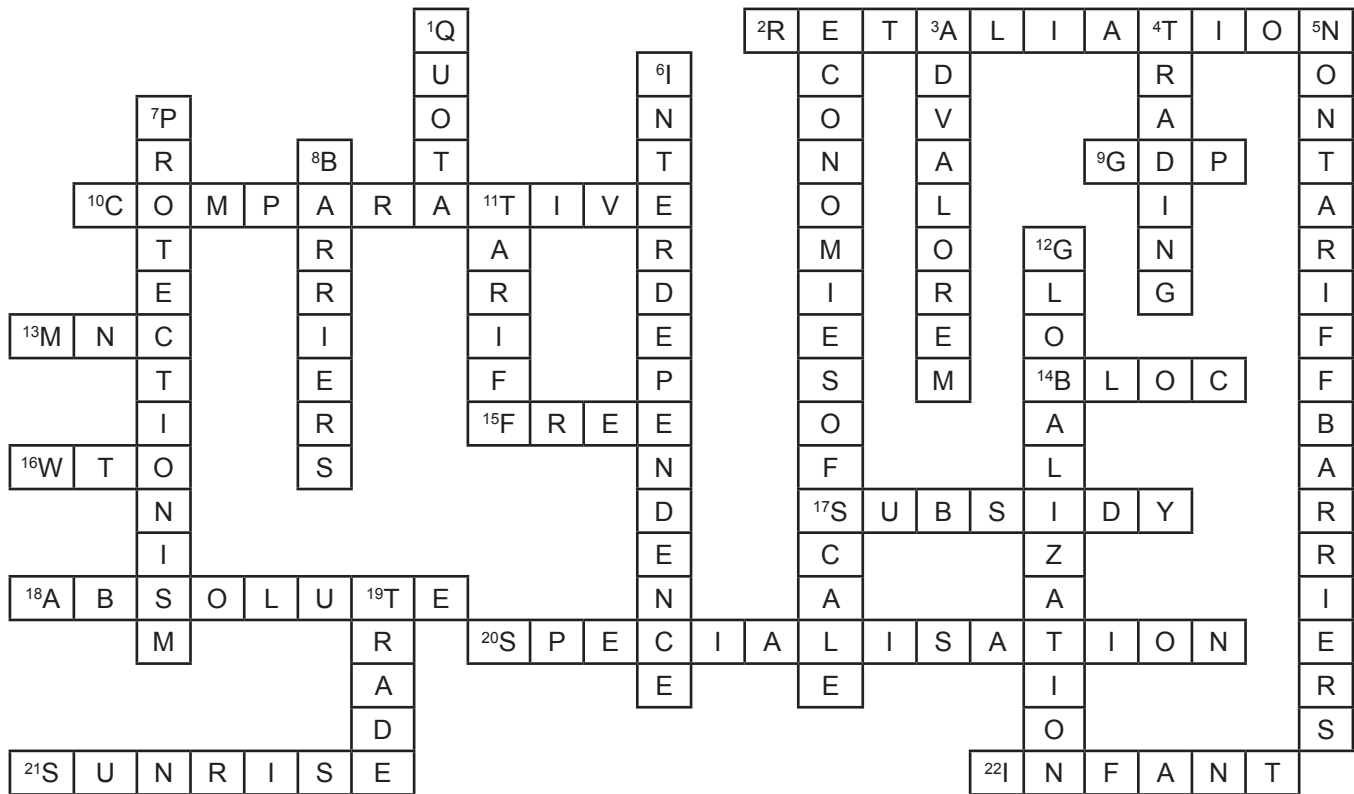 1Q 2R E T 3A L I A 4T I O 5N
U 6I C D R O
7P O N O V A N
R 8B T T N A 9G D P T
10C O M P A R A 11T I V E O L I A
T R A R M O 12G N R
E R R D I R L G I
13M N C I I E E E O F
T E F P S M 14B L O C F
I R 15F R E E O A B
16W T O S N F L A
N D 17S U B S I D Y R
I E C Z R
18A B S O L U 19T E N A A I
M R 20S P E C I A L I S A T I O N E
A E E I R
D O S
21S U N R I S E 22I N F A N T